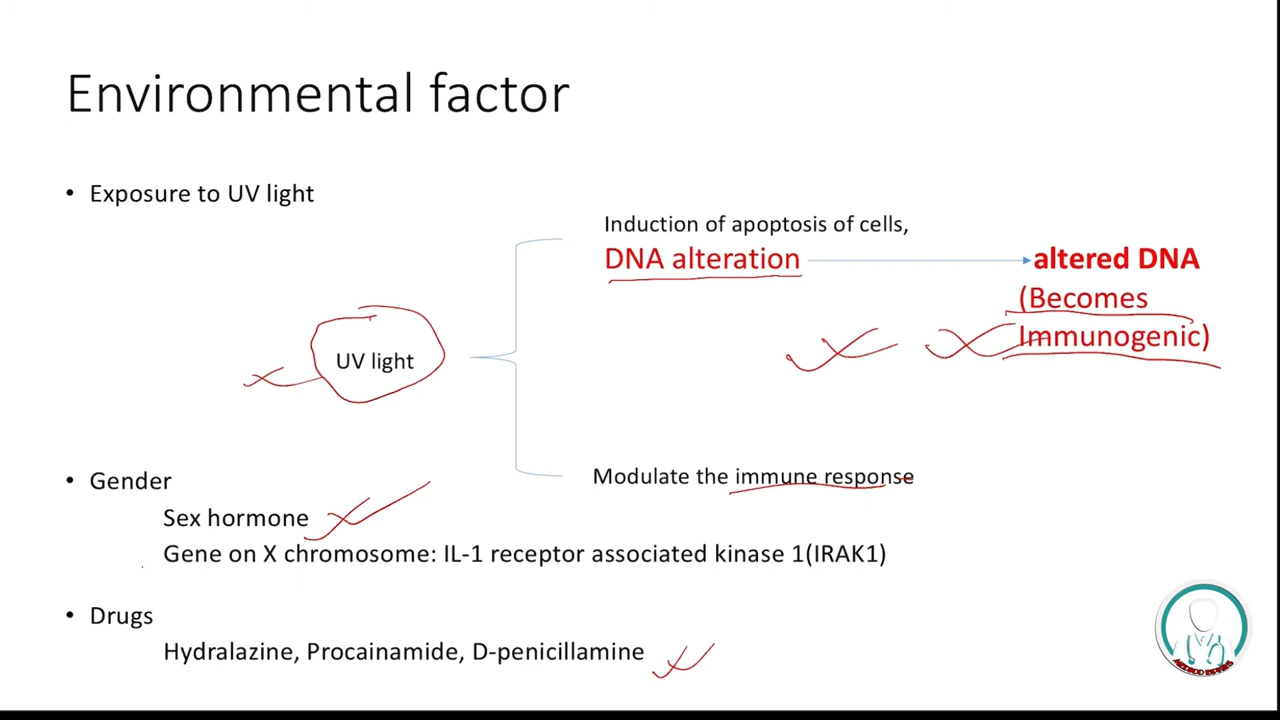 Environmental factor
• Exposure to UV light
Induction of apoptosis of cells,
DNA alteration
altered DNA
(Becomes
Immunogenic)
UV light
Modulate the immune response
• Gender
Sex hormone
Gene on X chromosome: IL-1 receptor associated kinase 1(IRAK1)
• Drugs
Hydralazine, Procainamide, D-penicillamine